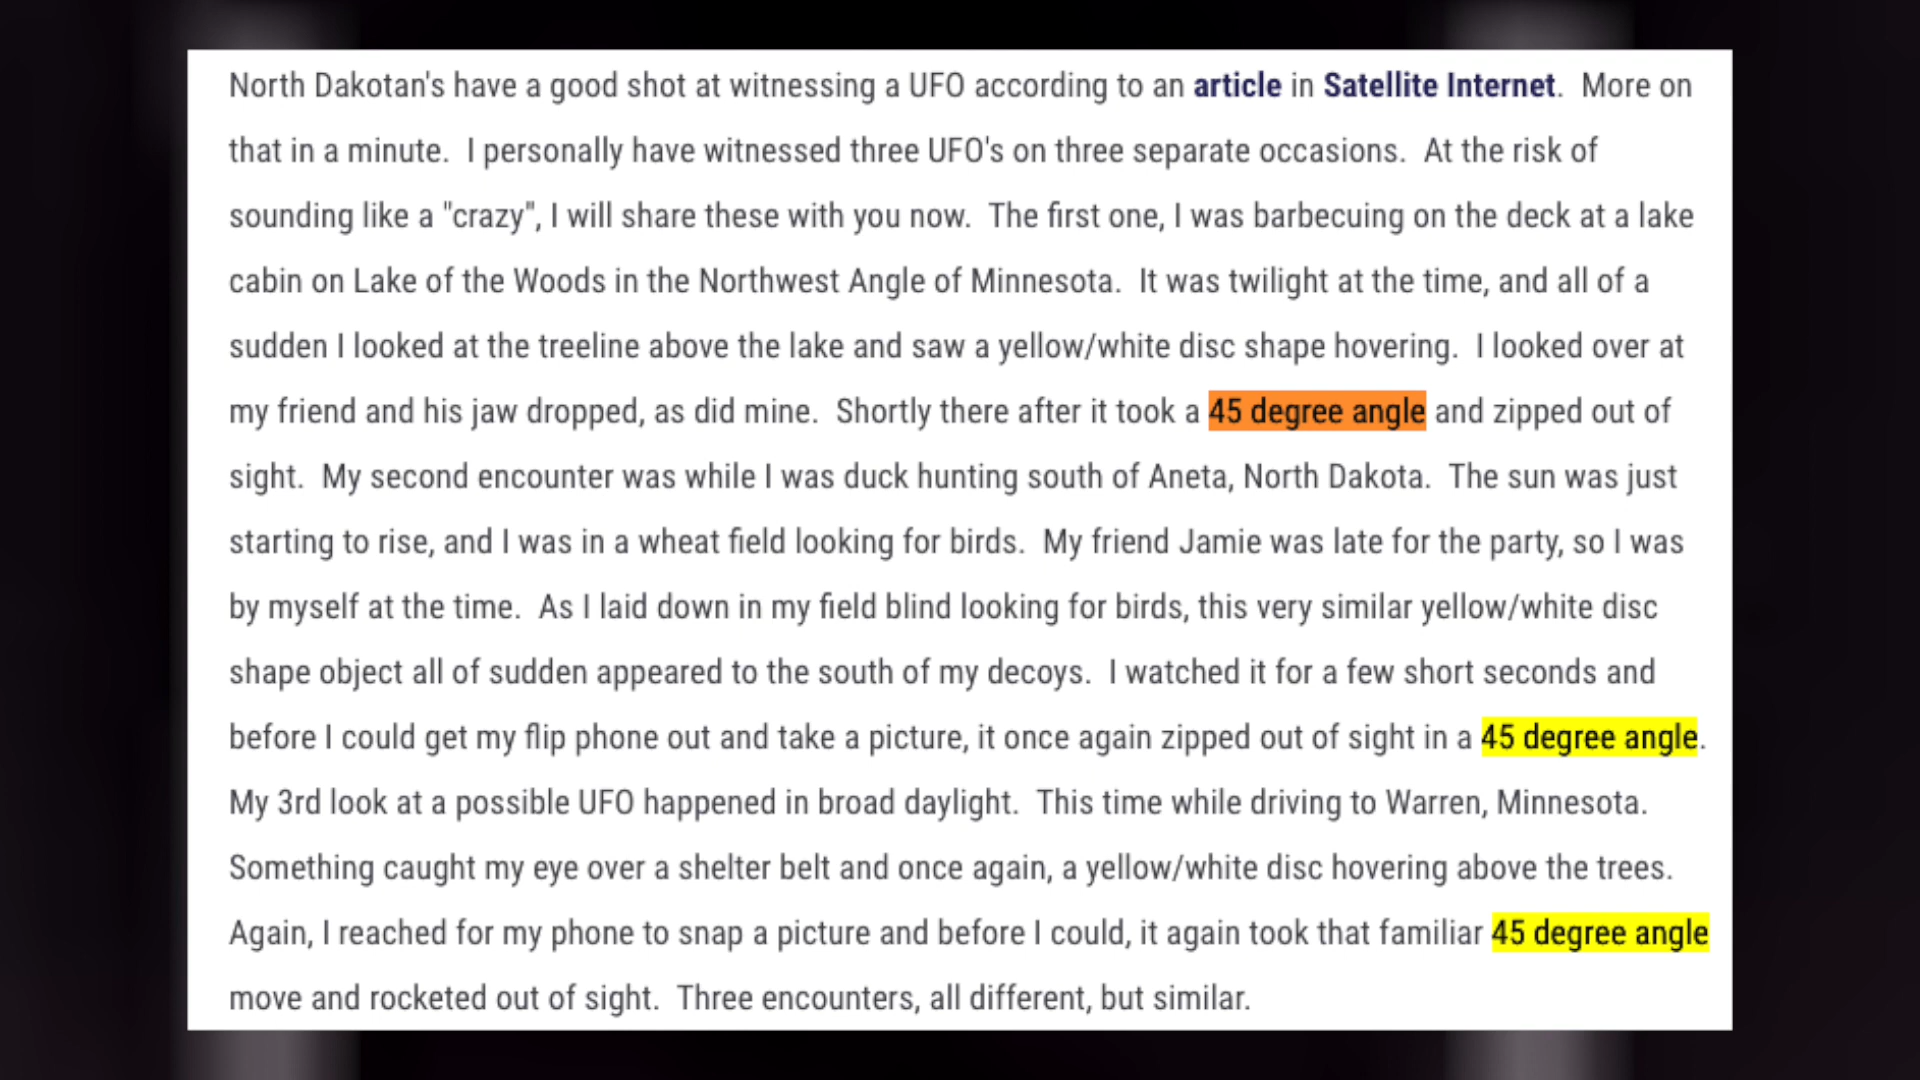 North Dakotan's have a good shot at witnessing a UFO according to an article in Satellite Internet.  More on
that in a minute.  I personally have witnessed three UFO's on three separate occasions.  At the risk of
sounding like a "crazy", I will share these with you now.  The first one, I was barbecuing on the deck at a lake
cabin on Lake of the Woods in the Northwest Angle of Minnesota.  It was twilight at the time, and all of a
sudden I looked at the treeline above the lake and saw a yellow/white disc shape hovering.  I looked over at
my friend and his jaw dropped, as did mine.  Shortly there after it took a 45 degree angle and zipped out of
sight.  My second encounter was while I was duck hunting south of Aneta, North Dakota.  The sun was just
starting to rise, and I was in a wheat field looking for birds.  My friend Jamie was late for the party, so I was
by myself at the time.  As I laid down in my field blind looking for birds, this very similar yellow/white disc
shape object all of sudden appeared to the south of my decoys.  I watched it for a few short seconds and
before I could get my flip phone out and take a picture, it once again zipped out of sight in a 45 degree angle.
My 3rd look at a possible UFO happened in broad daylight.  This time while driving to Warren, Minnesota.
Something caught my eye over a shelter belt and once again, a yellow/white disc hovering above the trees.
Again, I reached for my phone to snap a picture and before I could, it again took that familiar 45 degree angle
move and rocketed out of sight.  Three encounters, all different, but similar.